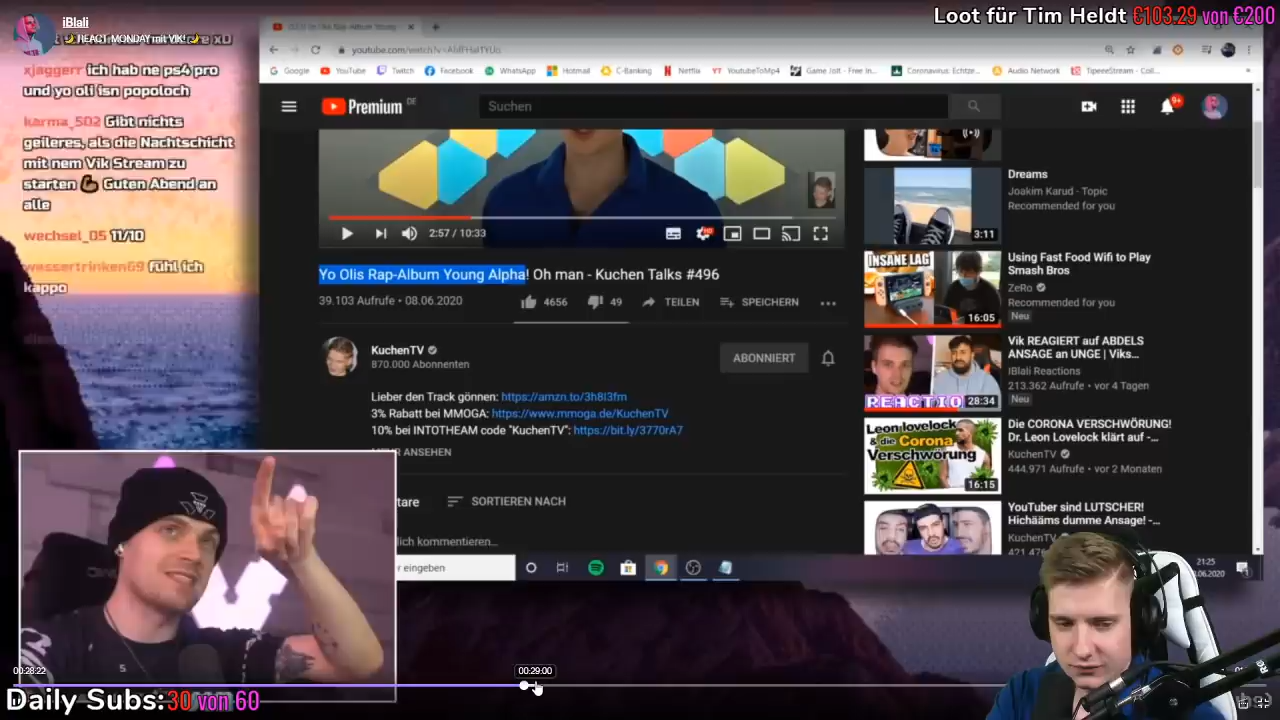 iBlali
🌙 REACT MONDAY mit VIK! 🌙
Loot für Tim Heldt €103.29 von €200
xjaggerr ich hab ne ps4 pro
und yo oli isn popoloch
karma_502 Gibt nichts
geileres, als die Nachtschicht
mit nem Vik Stream zu
starten 💪🏿 Guten Abend an
alle
wechsel_05 11/10
wassertrinken69 fühl ich
kappo
Google YouTube Twitch Facebook WhatsApp Hotmail C-Banking Netflix YoutubeToMp4 Game Jolt - Free In... Coronavirus: Echtze... Audio Network TipeeeStream - Coll...
Premium DE
Suchen
9+
2:57 / 10:33
Yo Olis Rap-Album Young Alpha! Oh man - Kuchen Talks #496
39.103 Aufrufe • 08.06.2020
4656 49 TEILEN SPEICHERN
KuchenTV
870.000 Abonnenten
ABONNIERT
Lieber den Track gönnen: https://amzn.to/3h8I3fm
3% Rabatt bei MMOGA: https://www.mmoga.de/KuchenTV
10% bei INTOTHEAM code "KuchenTV": https://bit.ly/3770rA7
ANSEHEN
SORTIEREN NACH
lich kommentieren...
Dreams
Joakim Karud - Topic
Recommended for you
3:11
INSANE LAG
Using Fast Food Wifi to Play
Smash Bros
ZeRo
Recommended for you
Neu
16:05
Vik REAGIERT auf ABDELS
ANSAGE an UNGE | Viks...
IBlali Reactions
213.362 Aufrufe • vor 4 Tagen
Neu
REACTIO
28:34
Leon lovelock
& die Corona
Verschwörung
Die CORONA VERSCHWÖRUNG!
Dr. Leon Lovelock klärt auf -...
KuchenTV
444.971 Aufrufe • vor 2 Monaten
16:15
YouTuber sind LUTSCHER!
Hichääms dumme Ansage! -...
KuchenTV
er eingeben
21:25
00:28:22
00:29:00
Daily Subs: 30 von 60